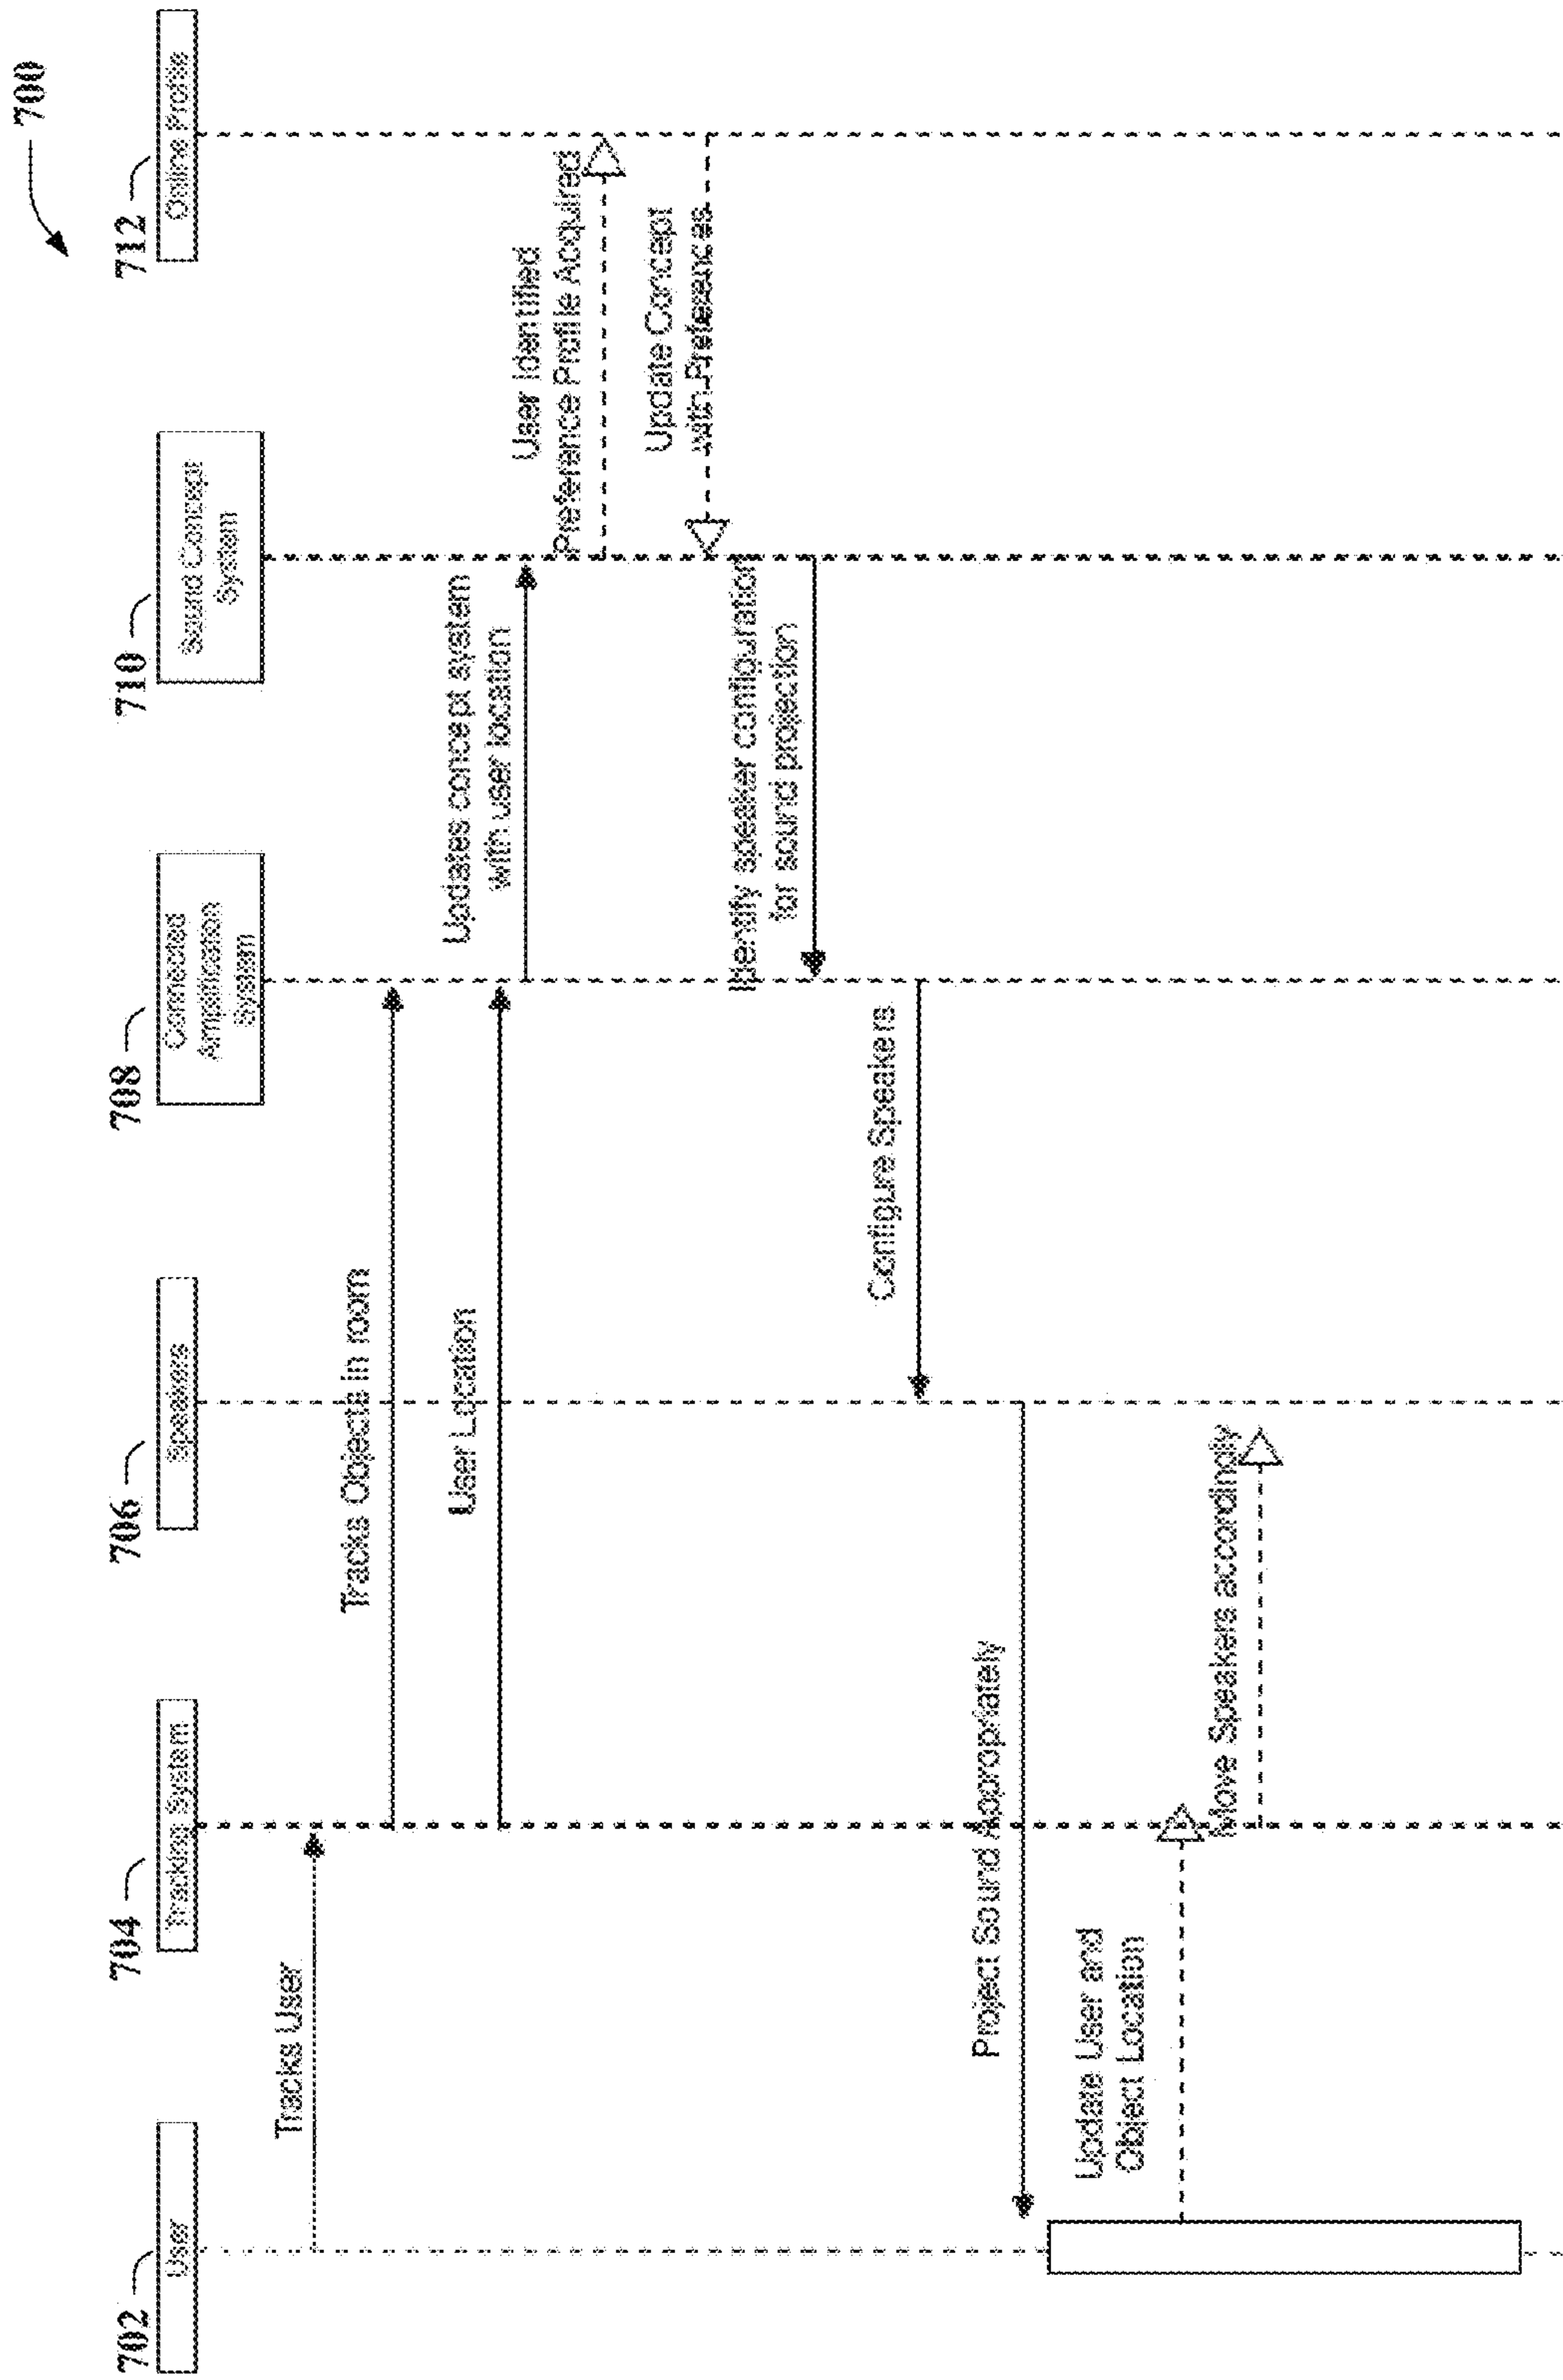 700
702
User
704
Tracking System
706
Speakers
708
Connected
Amplification
System
710
Sound Concept
System
712
Online Profile
Tracks User
Tracks Objects in room
User Location
Updates concept system
with user location
User Identified
Preference Profile Acquired
Update Concept
with Preferences
Identify speaker configuration
for sound projection
Configure Speakers
Project Sound Appropriately
Update User and
Object Location
Move Speakers accordingly